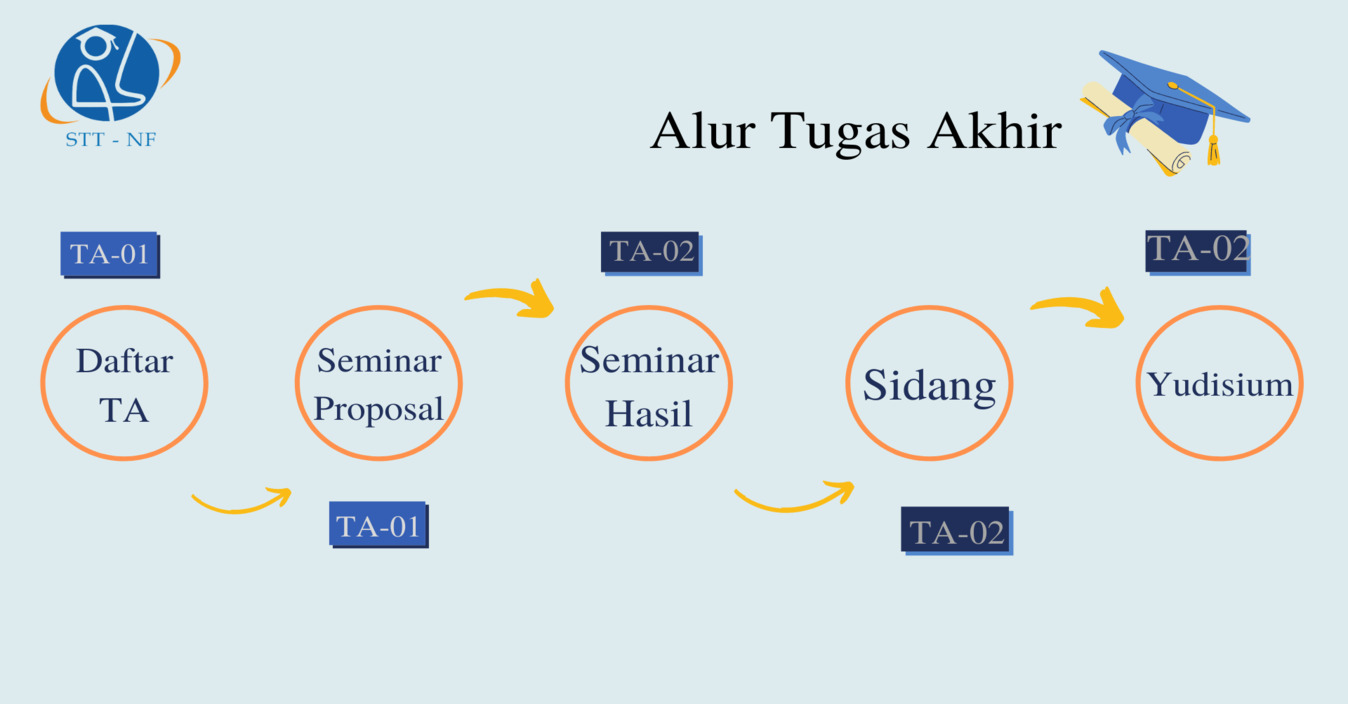 STT - NF
Alur Tugas Akhir
TA-01
Daftar
TA
Seminar
Proposal
TA-01
TA-02
Seminar
Hasil
Sidang
TA-02
TA-02
Yudisium